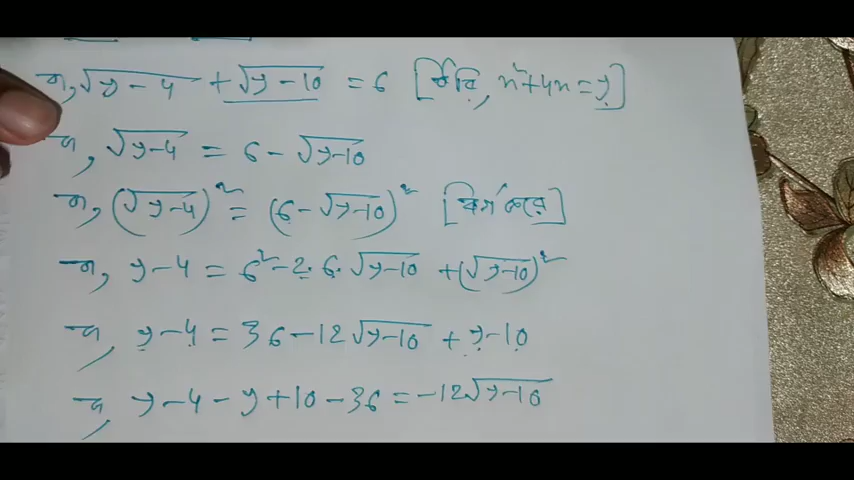 বা, √y-4 + √y-10 = 6 [ধরি, x²+4x = y]
বা, √y-4 = 6 - √y-10
বা, (√y-4)² = (6 - √y-10)² [বর্গ করে]
বা, y-4 = 6² - 2·6·√y-10 + (√y-10)²
বা, y-4 = 36 - 12√y-10 + y-10
বা, y-4-y+10-36 = -12√y-10